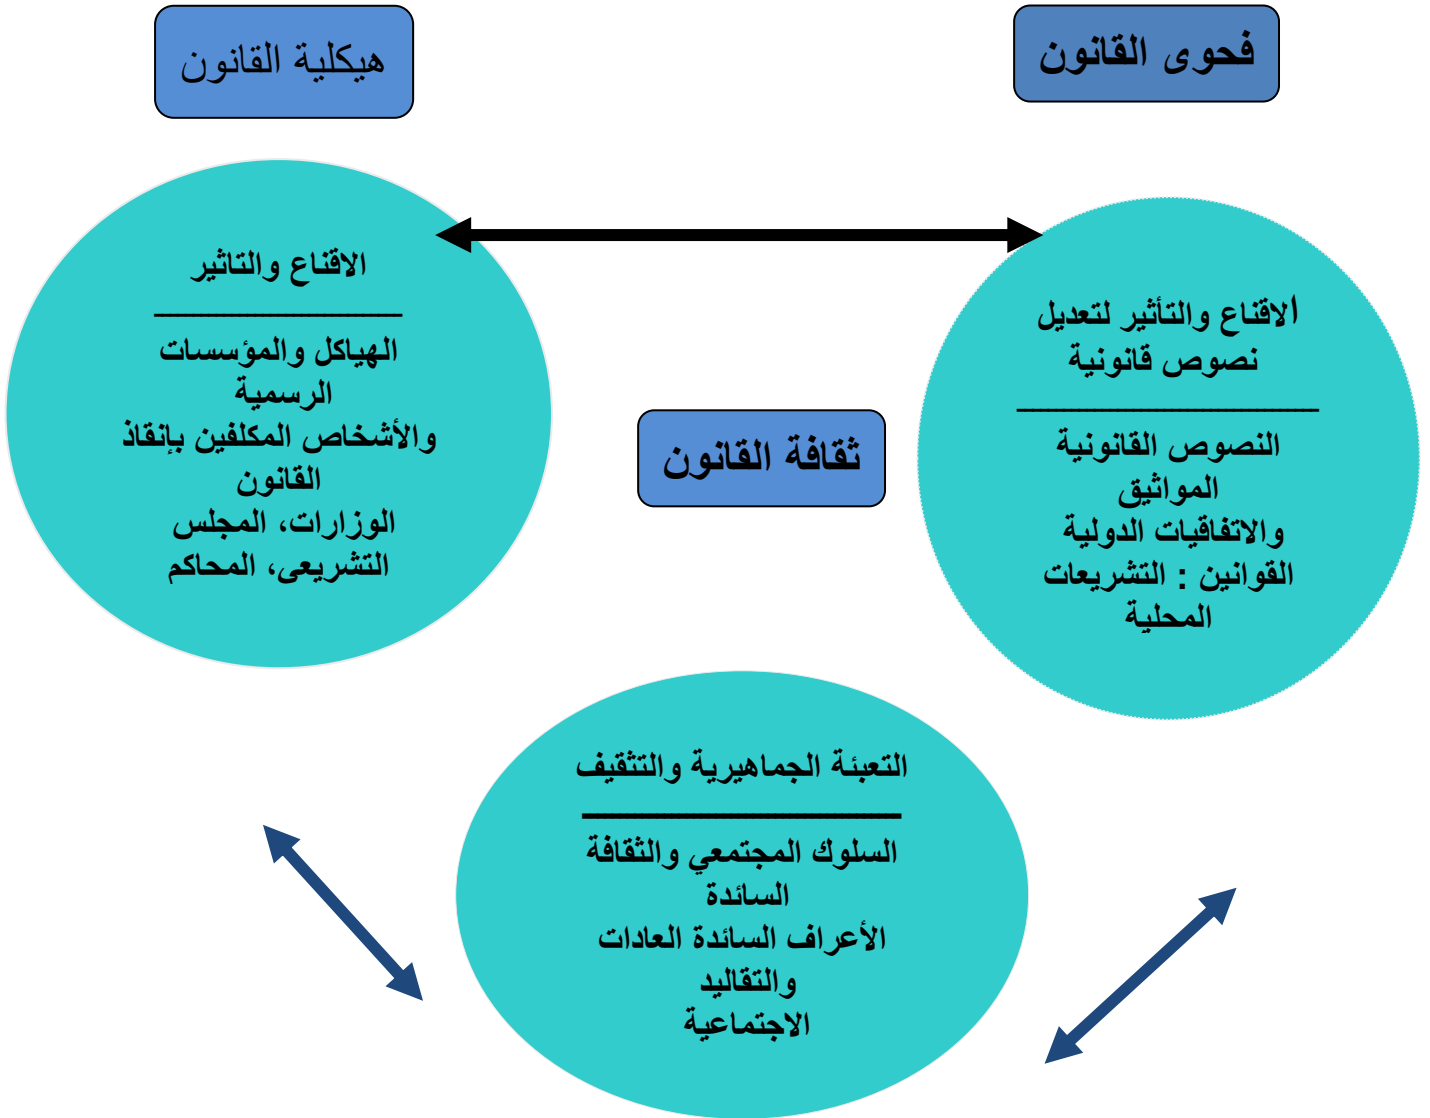 فحوى القانون
هيكلية القانون
الاقناع والتأثير لتعديل
نصوص قانونية
النصوص القانونية
المواثيق
والاتفاقيات الدولية
القوانين : التشريعات
المحلية
الاقناع والتاثير
الهياكل والمؤسسات
الرسمية
والأشخاص المكلفين بإنقاذ
القانون
الوزارات، المجلس
التشريعى، المحاكم
ثقافة القانون
التعبئة الجماهيرية والتثقيف
السلوك المجتمعي والثقافة
السائدة
الأعراف السائدة العادات
والتقاليد
الاجتماعية